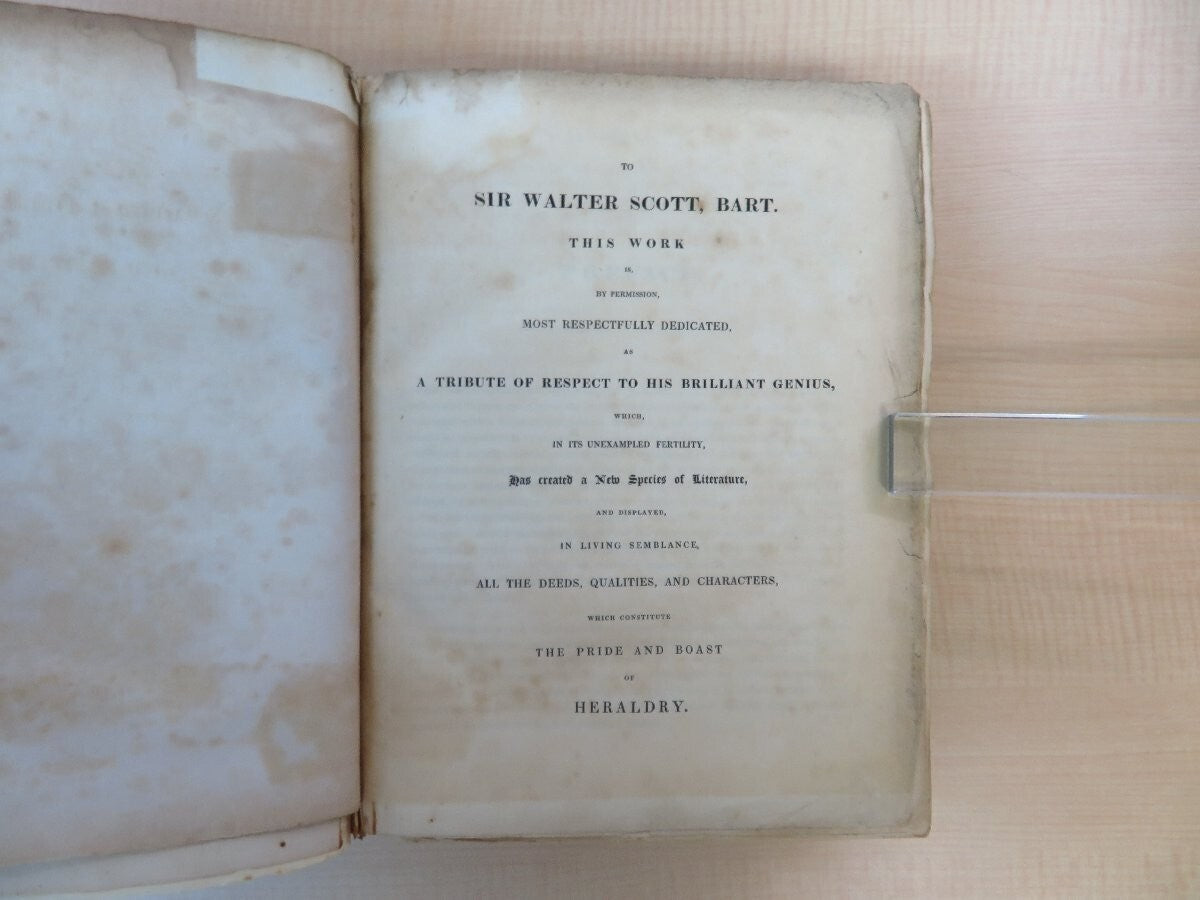 TO
SIR WALTER SCOTT, BART.
THIS WORK
IS,
BY PERMISSION,
MOST RESPECTFULLY DEDICATED,
AS
A TRIBUTE OF RESPECT TO HIS BRILLIANT GENIUS,
WHICH,
IN ITS UNEXAMPLED FERTILITY,
Has created a New Species of Literature,
AND DISPLAYED,
IN LIVING SEMBLANCE,
ALL THE DEEDS, QUALITIES, AND CHARACTERS,
WHICH CONSTITUTE
THE PRIDE AND BOAST
OF
HERALDRY.